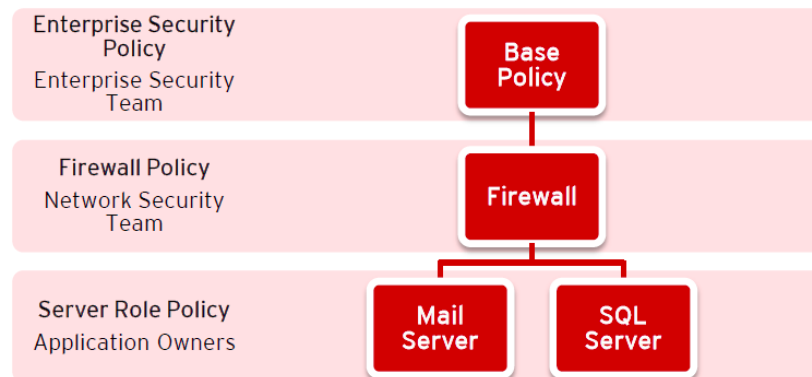 Enterprise Security
Policy
Enterprise Security
Team
Base
Policy
Firewall Policy
Network Security
Team
Firewall
Server Role Policy
Application Owners
Mail
Server
SQL
Server